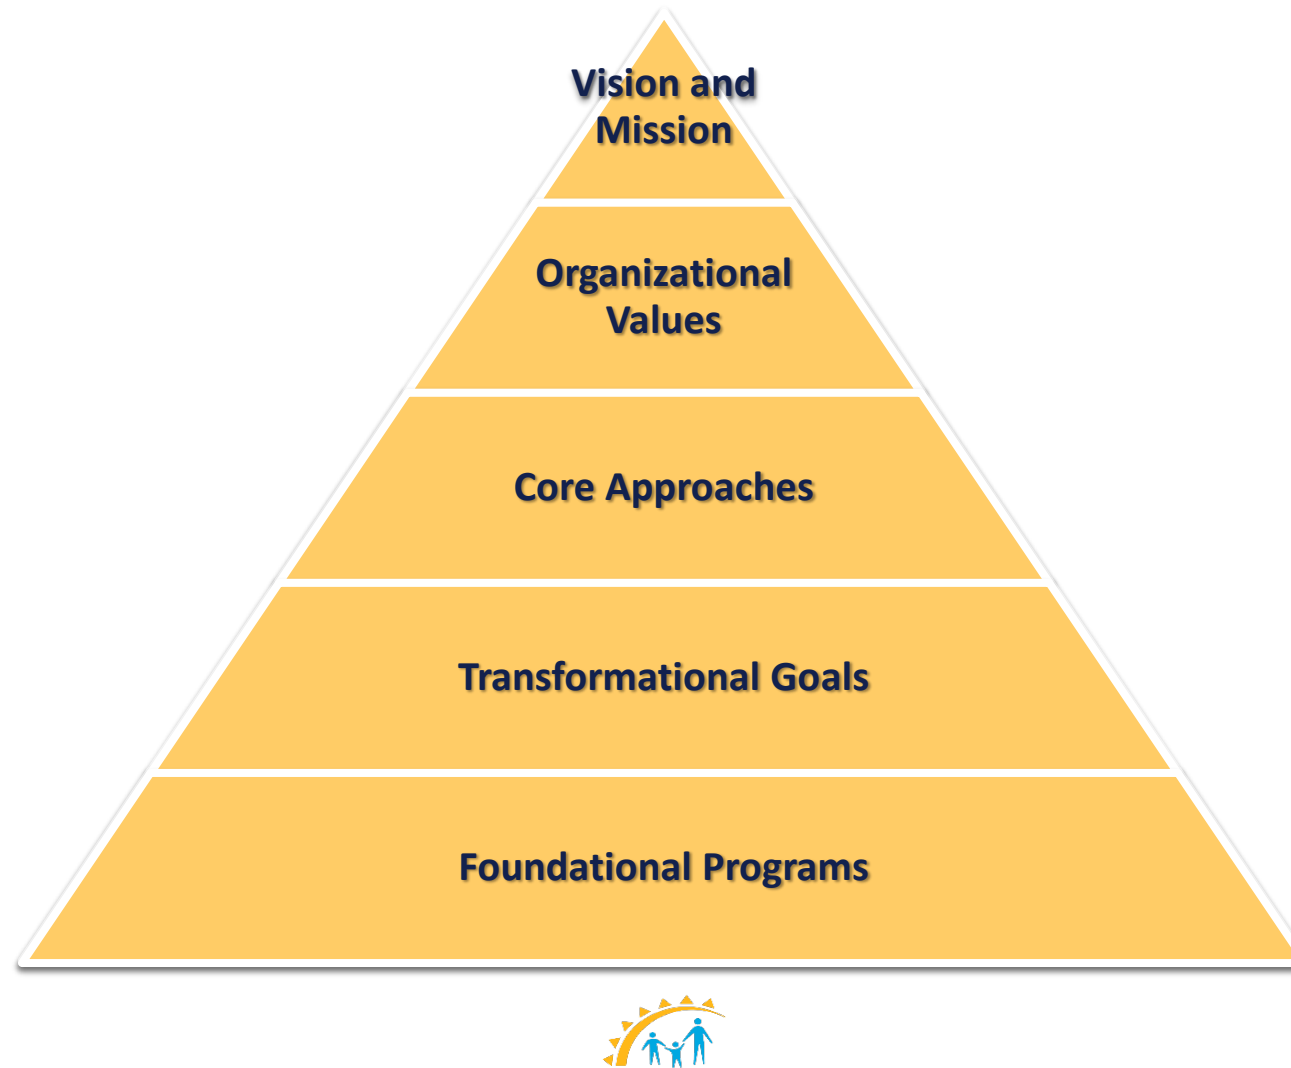 Vision and
Mission
Organizational
Values
Core Approaches
Transformational Goals
Foundational Programs